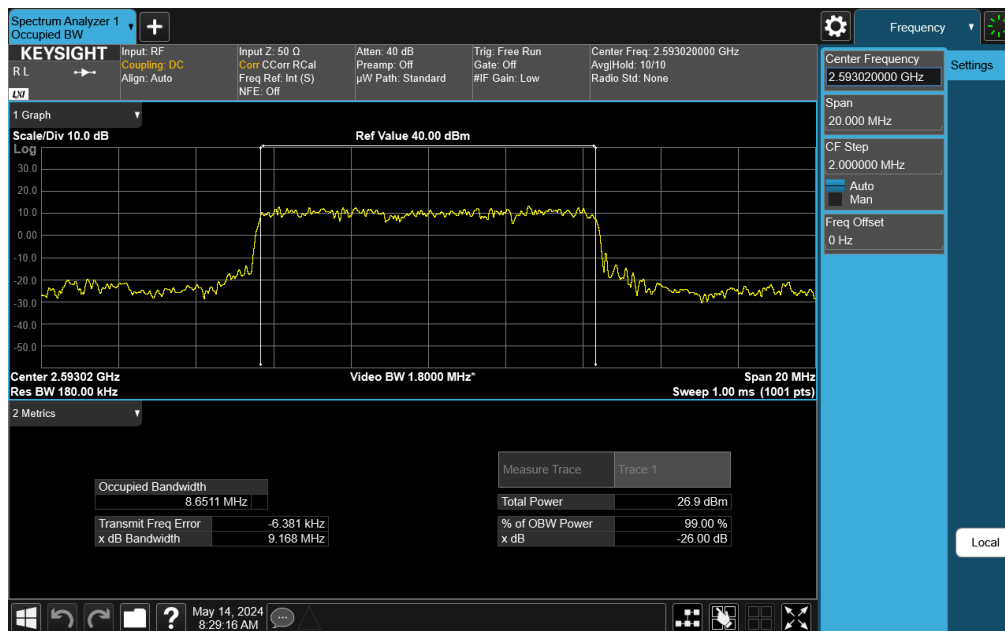 Spectrum Analyzer 1
Occupied BW
Frequency
KEYSIGHT
R L
LXI
Input: RF
Coupling: DC
Align: Auto
Input Z: 50 Ω
Corr CCorr RCal
Freq Ref: Int (S)
NFE: Off
Atten: 40 dB
Preamp: Off
µW Path: Standard
Trig: Free Run
Gate: Off
#IF Gain: Low
Center Freq: 2.593020000 GHz
Avg|Hold: 10/10
Radio Std: None
Center Frequency
2.593020000 GHz
Settings
Span
20.000 MHz
CF Step
2.000000 MHz
Auto
Man
Freq Offset
0 Hz
1 Graph
Scale/Div 10.0 dB
Ref Value 40.00 dBm
Log
30.0
20.0
10.0
0.00
-10.0
-20.0
-30.0
-40.0
-50.0
Center 2.59302 GHz
Video BW 1.8000 MHz*
Span 20 MHz
Res BW 180.00 kHz
Sweep 1.00 ms (1001 pts)
2 Metrics
Measure Trace
Trace 1
Occupied Bandwidth
8.6511 MHz
Total Power
26.9 dBm
Transmit Freq Error
-6.381 kHz
% of OBW Power
99.00 %
x dB Bandwidth
9.168 MHz
x dB
-26.00 dB
Local
?
May 14, 2024
8:29:16 AM